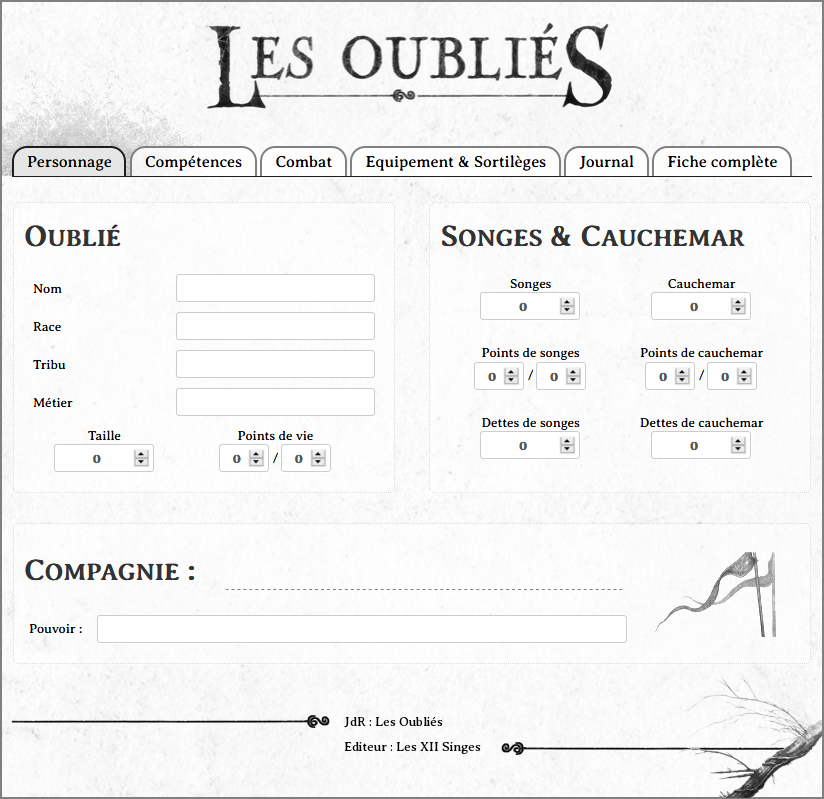 LES OUBLIÉS
Personnage Compétences Combat Equipement & Sortilèges Journal Fiche complète
OUBLIÉ
Nom
Race
Tribu
Métier
Taille Points de vie
0 0 / 0
SONGES & CAUCHEMAR
Songes Cauchemar
0 0
Points de songes Points de cauchemar
0 / 0 0 / 0
Dettes de songes Dettes de cauchemar
0 0
COMPAGNIE :
Pouvoir :
JdR : Les Oubliés
Editeur : Les XII Singes